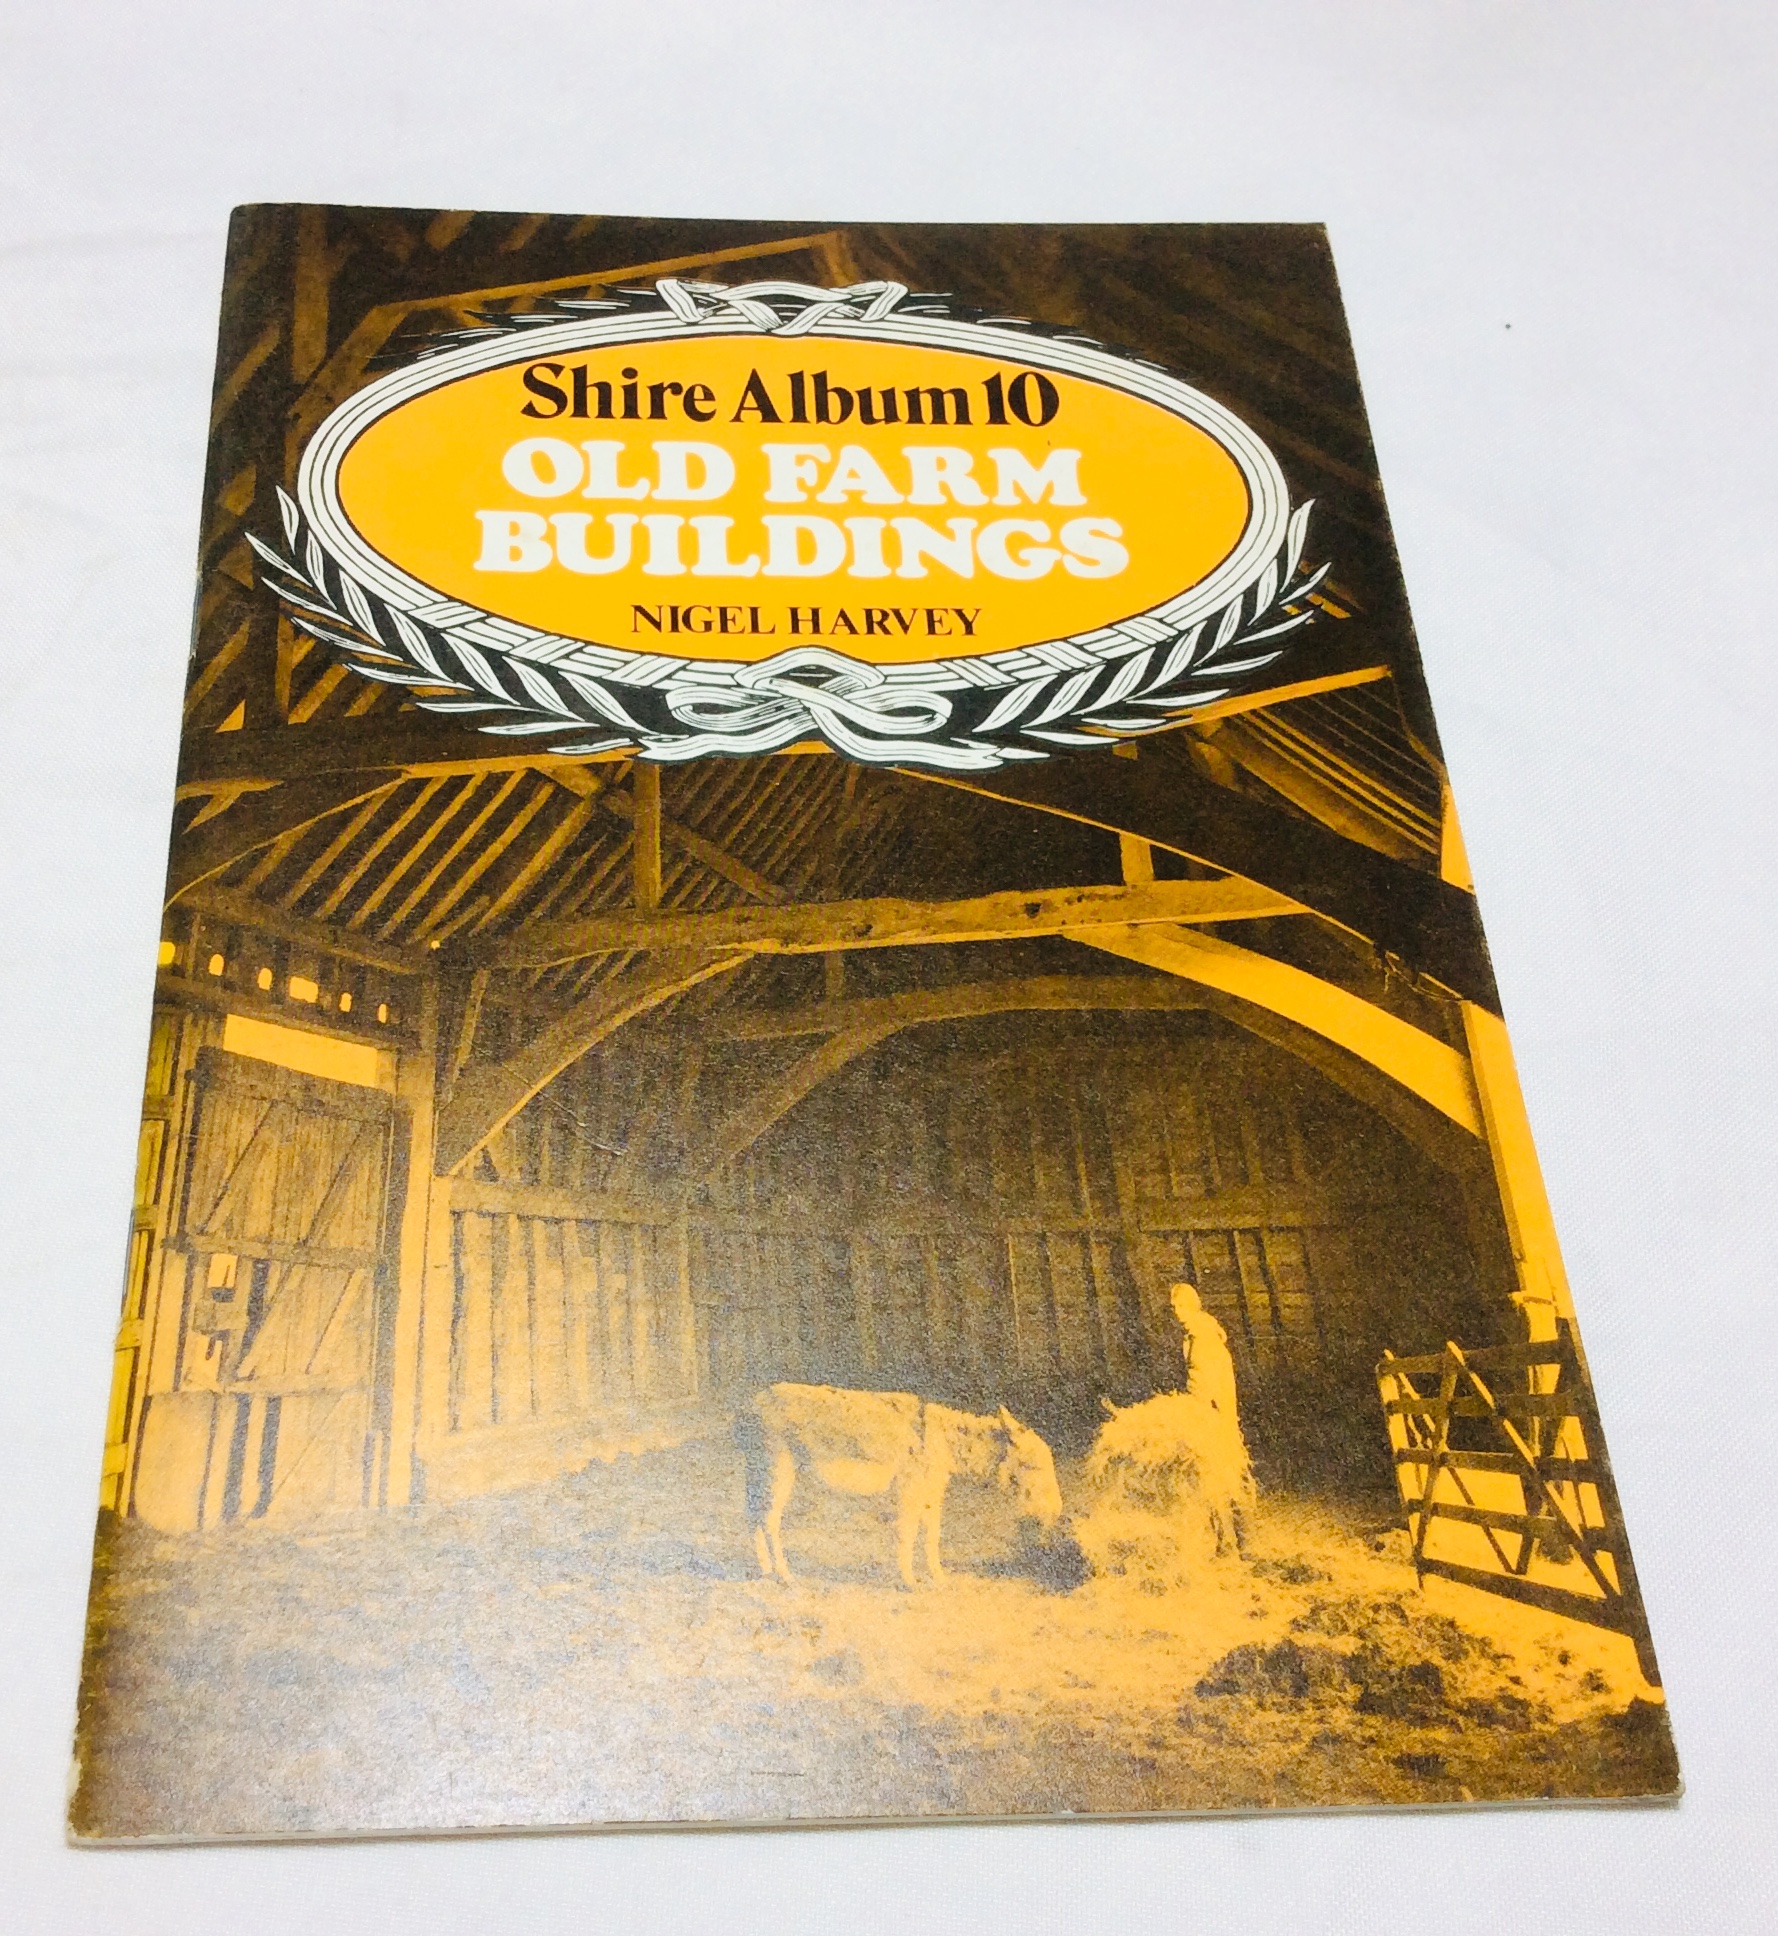 Shire Album 10
OLD FARM
BUILDINGS
NIGEL HARVEY